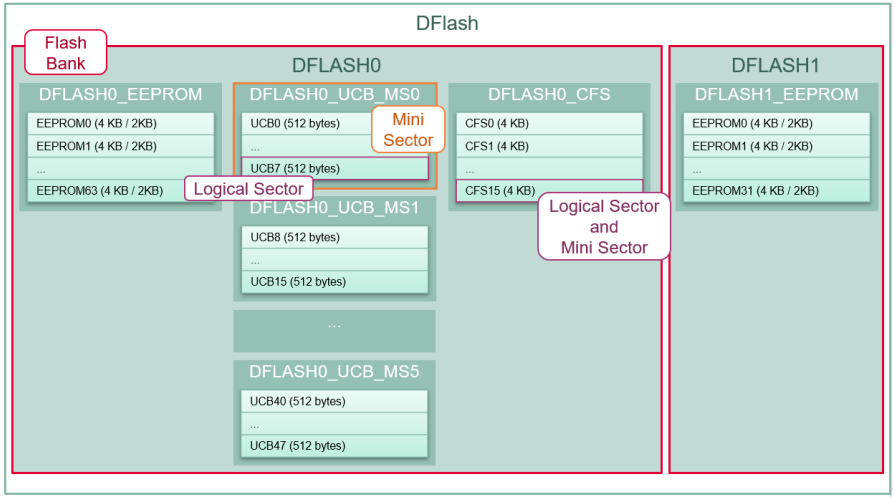 DFlash
Flash
Bank
DFLASH0
DFLASH0_EEPROM
EEPROM0 (4 KB / 2KB)
EEPROM1 (4 KB / 2KB)
...
EEPROM63 (4 KB / 2KB)
DFLASH0_UCB_MS0
Mini
Sector
UCB0 (512 bytes)
...
UCB7 (512 bytes)
Logical Sector
DFLASH0_UCB_MS1
UCB8 (512 bytes)
...
UCB15 (512 bytes)
...
DFLASH0_UCB_MS5
UCB40 (512 bytes)
...
UCB47 (512 bytes)
DFLASH0_CFS
CFS0 (4 KB)
CFS1 (4 KB)
...
CFS15 (4 KB)
Logical Sector
and
Mini Sector
DFLASH1
DFLASH1_EEPROM
EEPROM0 (4 KB / 2KB)
EEPROM1 (4 KB / 2KB)
...
EEPROM31 (4 KB / 2KB)